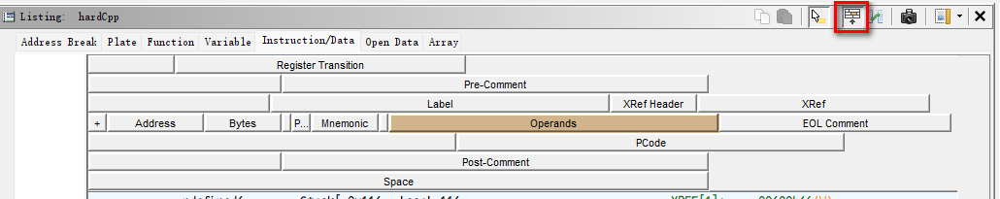 Listing: hardCpp
Address Break Plate Function Variable Instruction/Data Open Data Array
Register Transition
Pre-Comment
Label XRef Header XRef
+ Address Bytes P... Mnemonic Operands EOL Comment
PCode
Post-Comment
Space